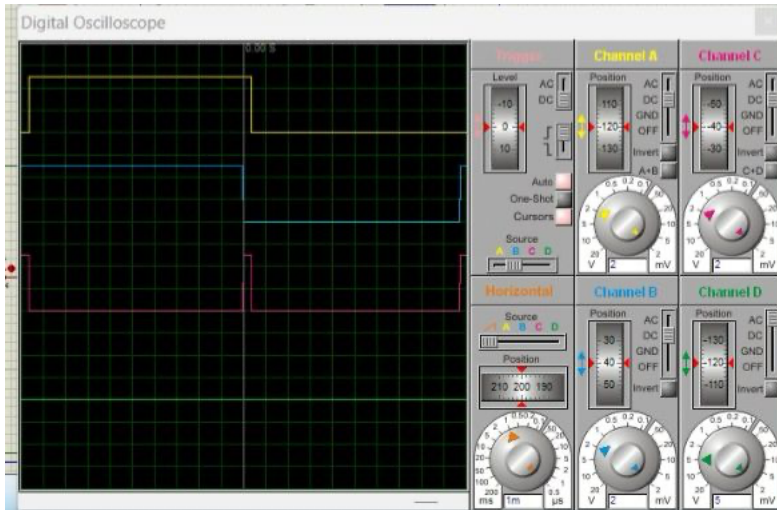 Digital Oscilloscope
0.00 S
Trigger
Level
AC
DC
-10
0
10
Auto
One-Shot
Cursors
Source
A B C D
Channel A
Position
AC
DC
GND
OFF
Invert
A+B
110
-120
130
V 2 mV
Channel C
Position
AC
DC
GND
OFF
Invert
C+D
-50
-40
-30
V 2 mV
Horizontal
Source
A B C D
Position
210 200 190
ms 1m µs
Channel B
Position
AC
DC
GND
OFF
Invert
30
40
50
V 2 mV
Channel D
Position
AC
DC
GND
OFF
Invert
-130
-120
-110
V 5 mV